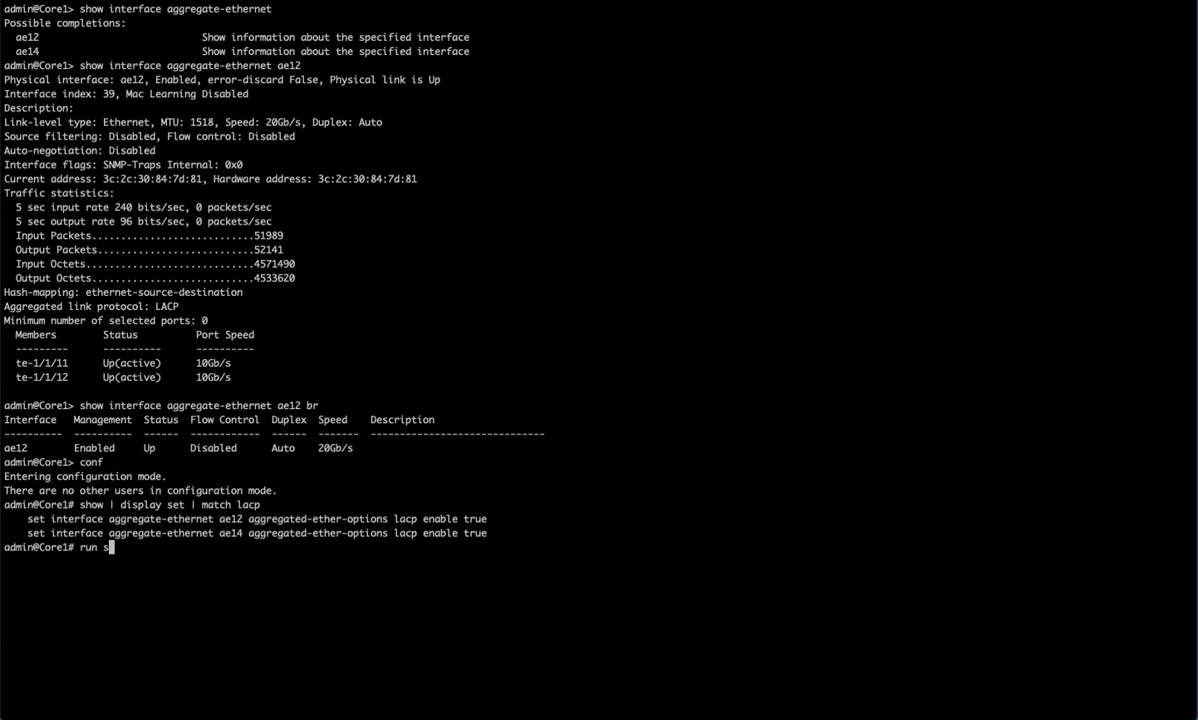 admin@Core1> show interface aggregate-ethernet
Possible completions:
  ae12                            Show information about the specified interface
  ae14                            Show information about the specified interface
admin@Core1> show interface aggregate-ethernet ae12
Physical interface: ae12, Enabled, error-discard False, Physical link is Up
Interface index: 39, Mac Learning Disabled
Description:
Link-level type: Ethernet, MTU: 1518, Speed: 20Gb/s, Duplex: Auto
Source filtering: Disabled, Flow control: Disabled
Auto-negotiation: Disabled
Interface flags: SNMP-Traps Internal: 0x0
Current address: 3c:2c:30:84:7d:81, Hardware address: 3c:2c:30:84:7d:81
Traffic statistics:
  5 sec input rate 240 bits/sec, 0 packets/sec
  5 sec output rate 96 bits/sec, 0 packets/sec
  Input Packets............................51989
  Output Packets...........................52141
  Input Octets.............................4571490
  Output Octets............................4533620
Hash-mapping: ethernet-source-destination
Aggregated link protocol: LACP
Minimum number of selected ports: 0
  Members        Status          Port Speed
  ---------      ----------      ----------
  te-1/1/11      Up(active)      10Gb/s
  te-1/1/12      Up(active)      10Gb/s
admin@Core1> show interface aggregate-ethernet ae12 br
Interface   Management  Status  Flow Control  Duplex  Speed    Description
----------  ----------  ------  ------------  ------  -------  ------------------------------
ae12        Enabled     Up      Disabled      Auto    20Gb/s
admin@Core1> conf
Entering configuration mode.
There are no other users in configuration mode.
admin@Core1# show | display set | match lacp
    set interface aggregate-ethernet ae12 aggregated-ether-options lacp enable true
    set interface aggregate-ethernet ae14 aggregated-ether-options lacp enable true
admin@Core1# run s